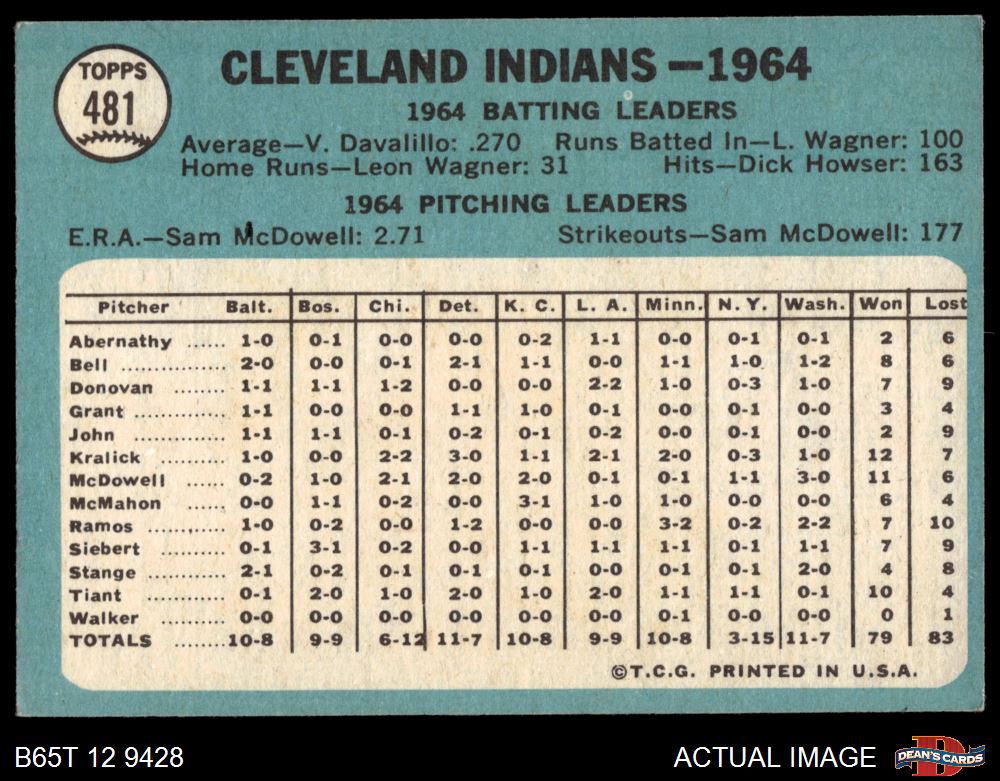 TOPPS
481
CLEVELAND INDIANS—1964
1964 BATTING LEADERS
Average—V. Davalillo: .270 Runs Batted In—L. Wagner: 100
Home Runs—Leon Wagner: 31 Hits—Dick Howser: 163
1964 PITCHING LEADERS
E.R.A.—Sam McDowell: 2.71 Strikeouts—Sam McDowell: 177
Pitcher Balt. Bos. Chi. Det. K. C. L. A. Minn. N. Y. Wash. Won Lost
Abernathy ...... 1-0 0-1 0-0 0-0 0-2 1-1 0-0 0-1 0-1 2 6
Bell ................ 2-0 0-0 0-1 2-1 1-1 0-0 1-1 1-0 1-2 8 6
Donovan ........ 1-1 1-1 1-2 0-0 0-0 2-2 1-0 0-3 1-0 7 9
Grant .............. 1-1 0-0 0-0 1-1 1-0 0-1 0-0 0-1 0-0 3 4
John .............. 1-1 1-1 0-1 0-2 0-1 0-2 0-0 0-1 0-0 2 9
Kralick .......... 1-0 0-0 2-2 3-0 1-1 2-1 2-0 0-3 1-0 12 7
McDowell ...... 0-2 1-0 2-1 2-0 2-0 0-1 0-1 1-1 3-0 11 6
McMahon ...... 0-0 1-1 0-2 0-0 3-1 1-0 1-0 0-0 0-0 6 4
Ramos ............ 1-0 0-2 0-0 1-2 0-0 0-0 3-2 0-2 2-2 7 10
Siebert .......... 0-1 3-1 0-2 0-0 1-1 1-1 1-1 0-1 1-1 7 9
Stange ............ 2-1 0-2 0-1 0-1 0-1 0-0 0-1 0-1 2-0 4 8
Tiant .............. 0-1 2-0 1-0 2-0 1-0 2-0 1-1 1-1 0-1 10 4
Walker .......... 0-0 0-0 0-0 0-0 0-0 0-0 0-1 0-0 0-0 0 1
TOTALS ........ 10-8 9-9 6-12 11-7 10-8 9-9 10-8 3-15 11-7 79 83
©T.C.G. PRINTED IN U.S.A.
B65T 12 9428 ACTUAL IMAGE
DEAN'S CARDS